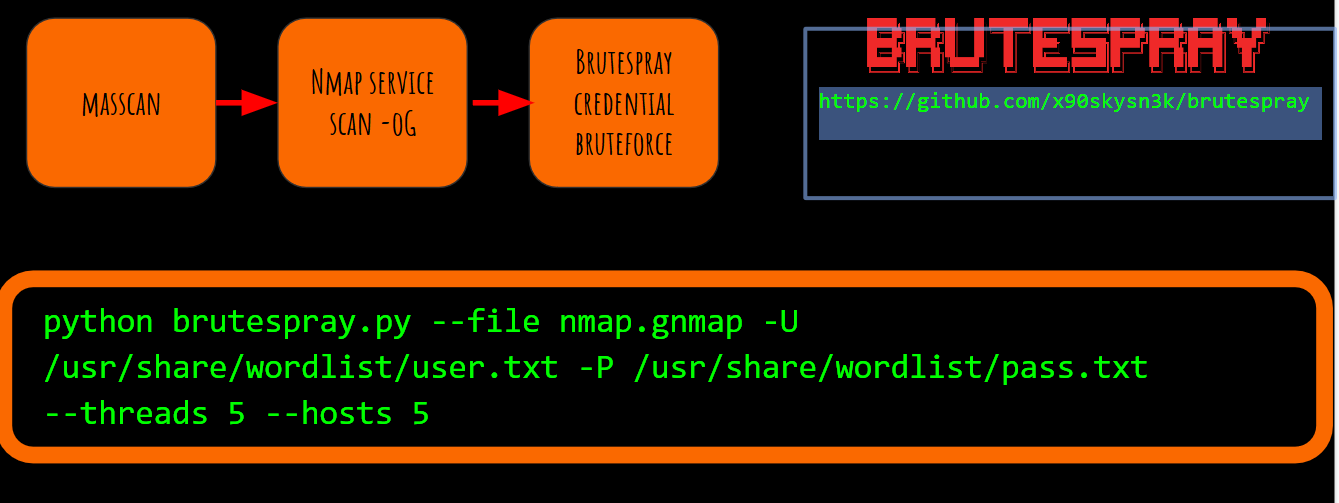 masscan
Nmap service
scan -oG
Brutespray
credential
bruteforce
BRUTESPRAY
https://github.com/x90skysn3k/brutespray
python brutespray.py --file nmap.gnmap -U
/usr/share/wordlist/user.txt -P /usr/share/wordlist/pass.txt
--threads 5 --hosts 5